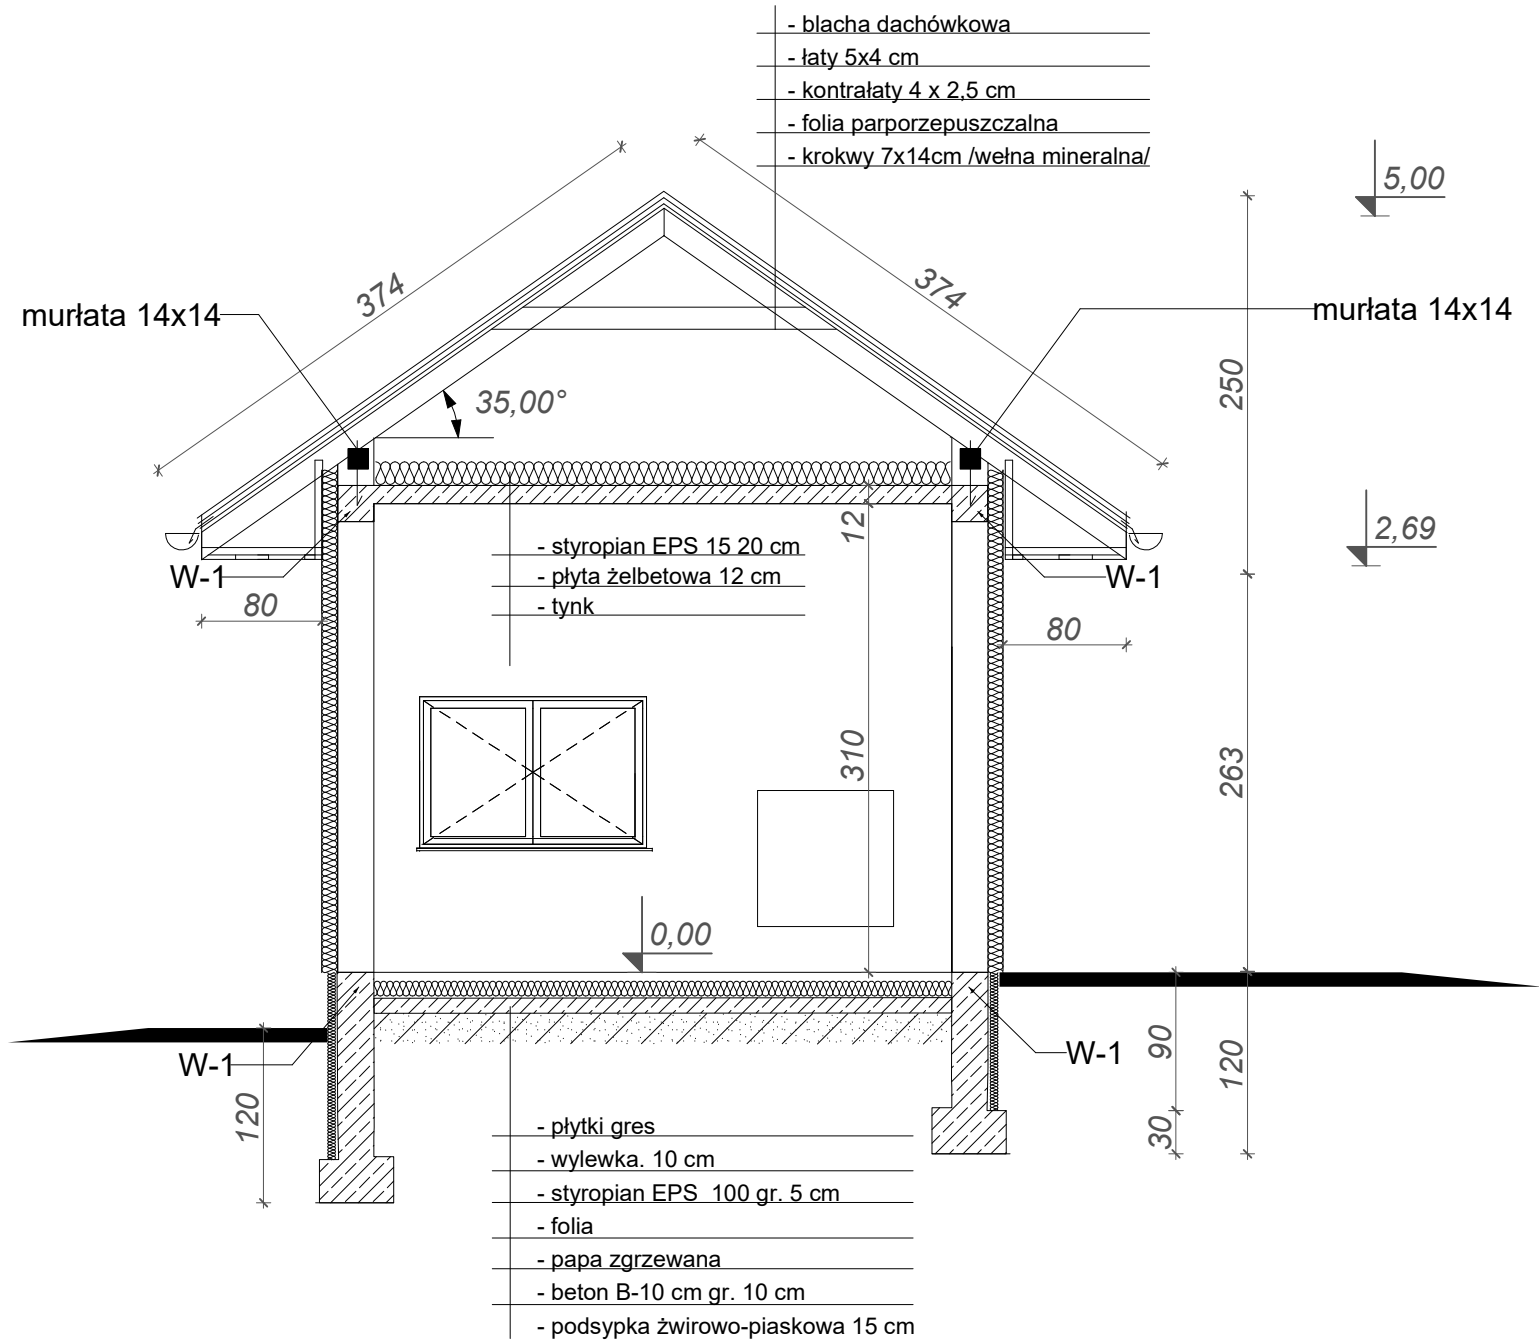 - blacha dachówkowa
- łaty 5x4 cm
- kontrałaty 4 x 2,5 cm
- folia parporzepuszczalna
- krokwy 7x14cm /wełna mineralna/
5,00
374
374
murłata 14x14
murłata 14x14
250
35,00°
12
2,69
- styropian EPS 15 20 cm
- płyta żelbetowa 12 cm
- tynk
W-1
W-1
80
80
310
263
0,00
W-1
W-1
90
120
120
30
- płytki gres
- wylewka. 10 cm
- styropian EPS  100 gr. 5 cm
- folia
- papa zgrzewana
- beton B-10 cm gr. 10 cm
- podsypka żwirowo-piaskowa 15 cm